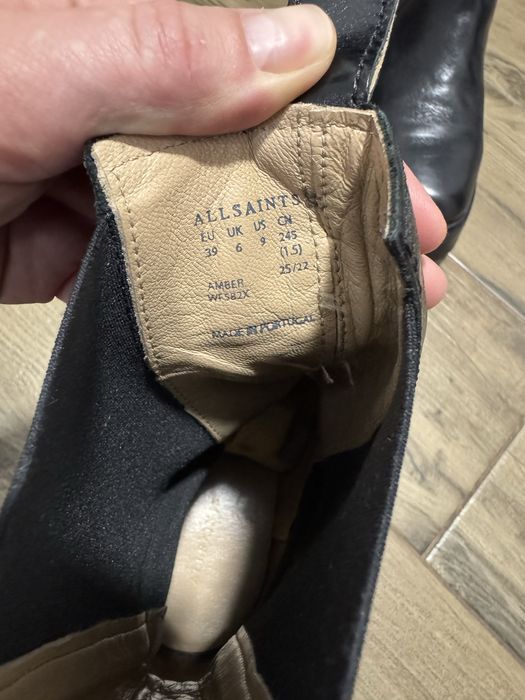 ALLSAINTS
EU UK US CN
39 6 9 245
(1.5)
25/22
AMBER
WF582X
MADE IN PORTUGAL